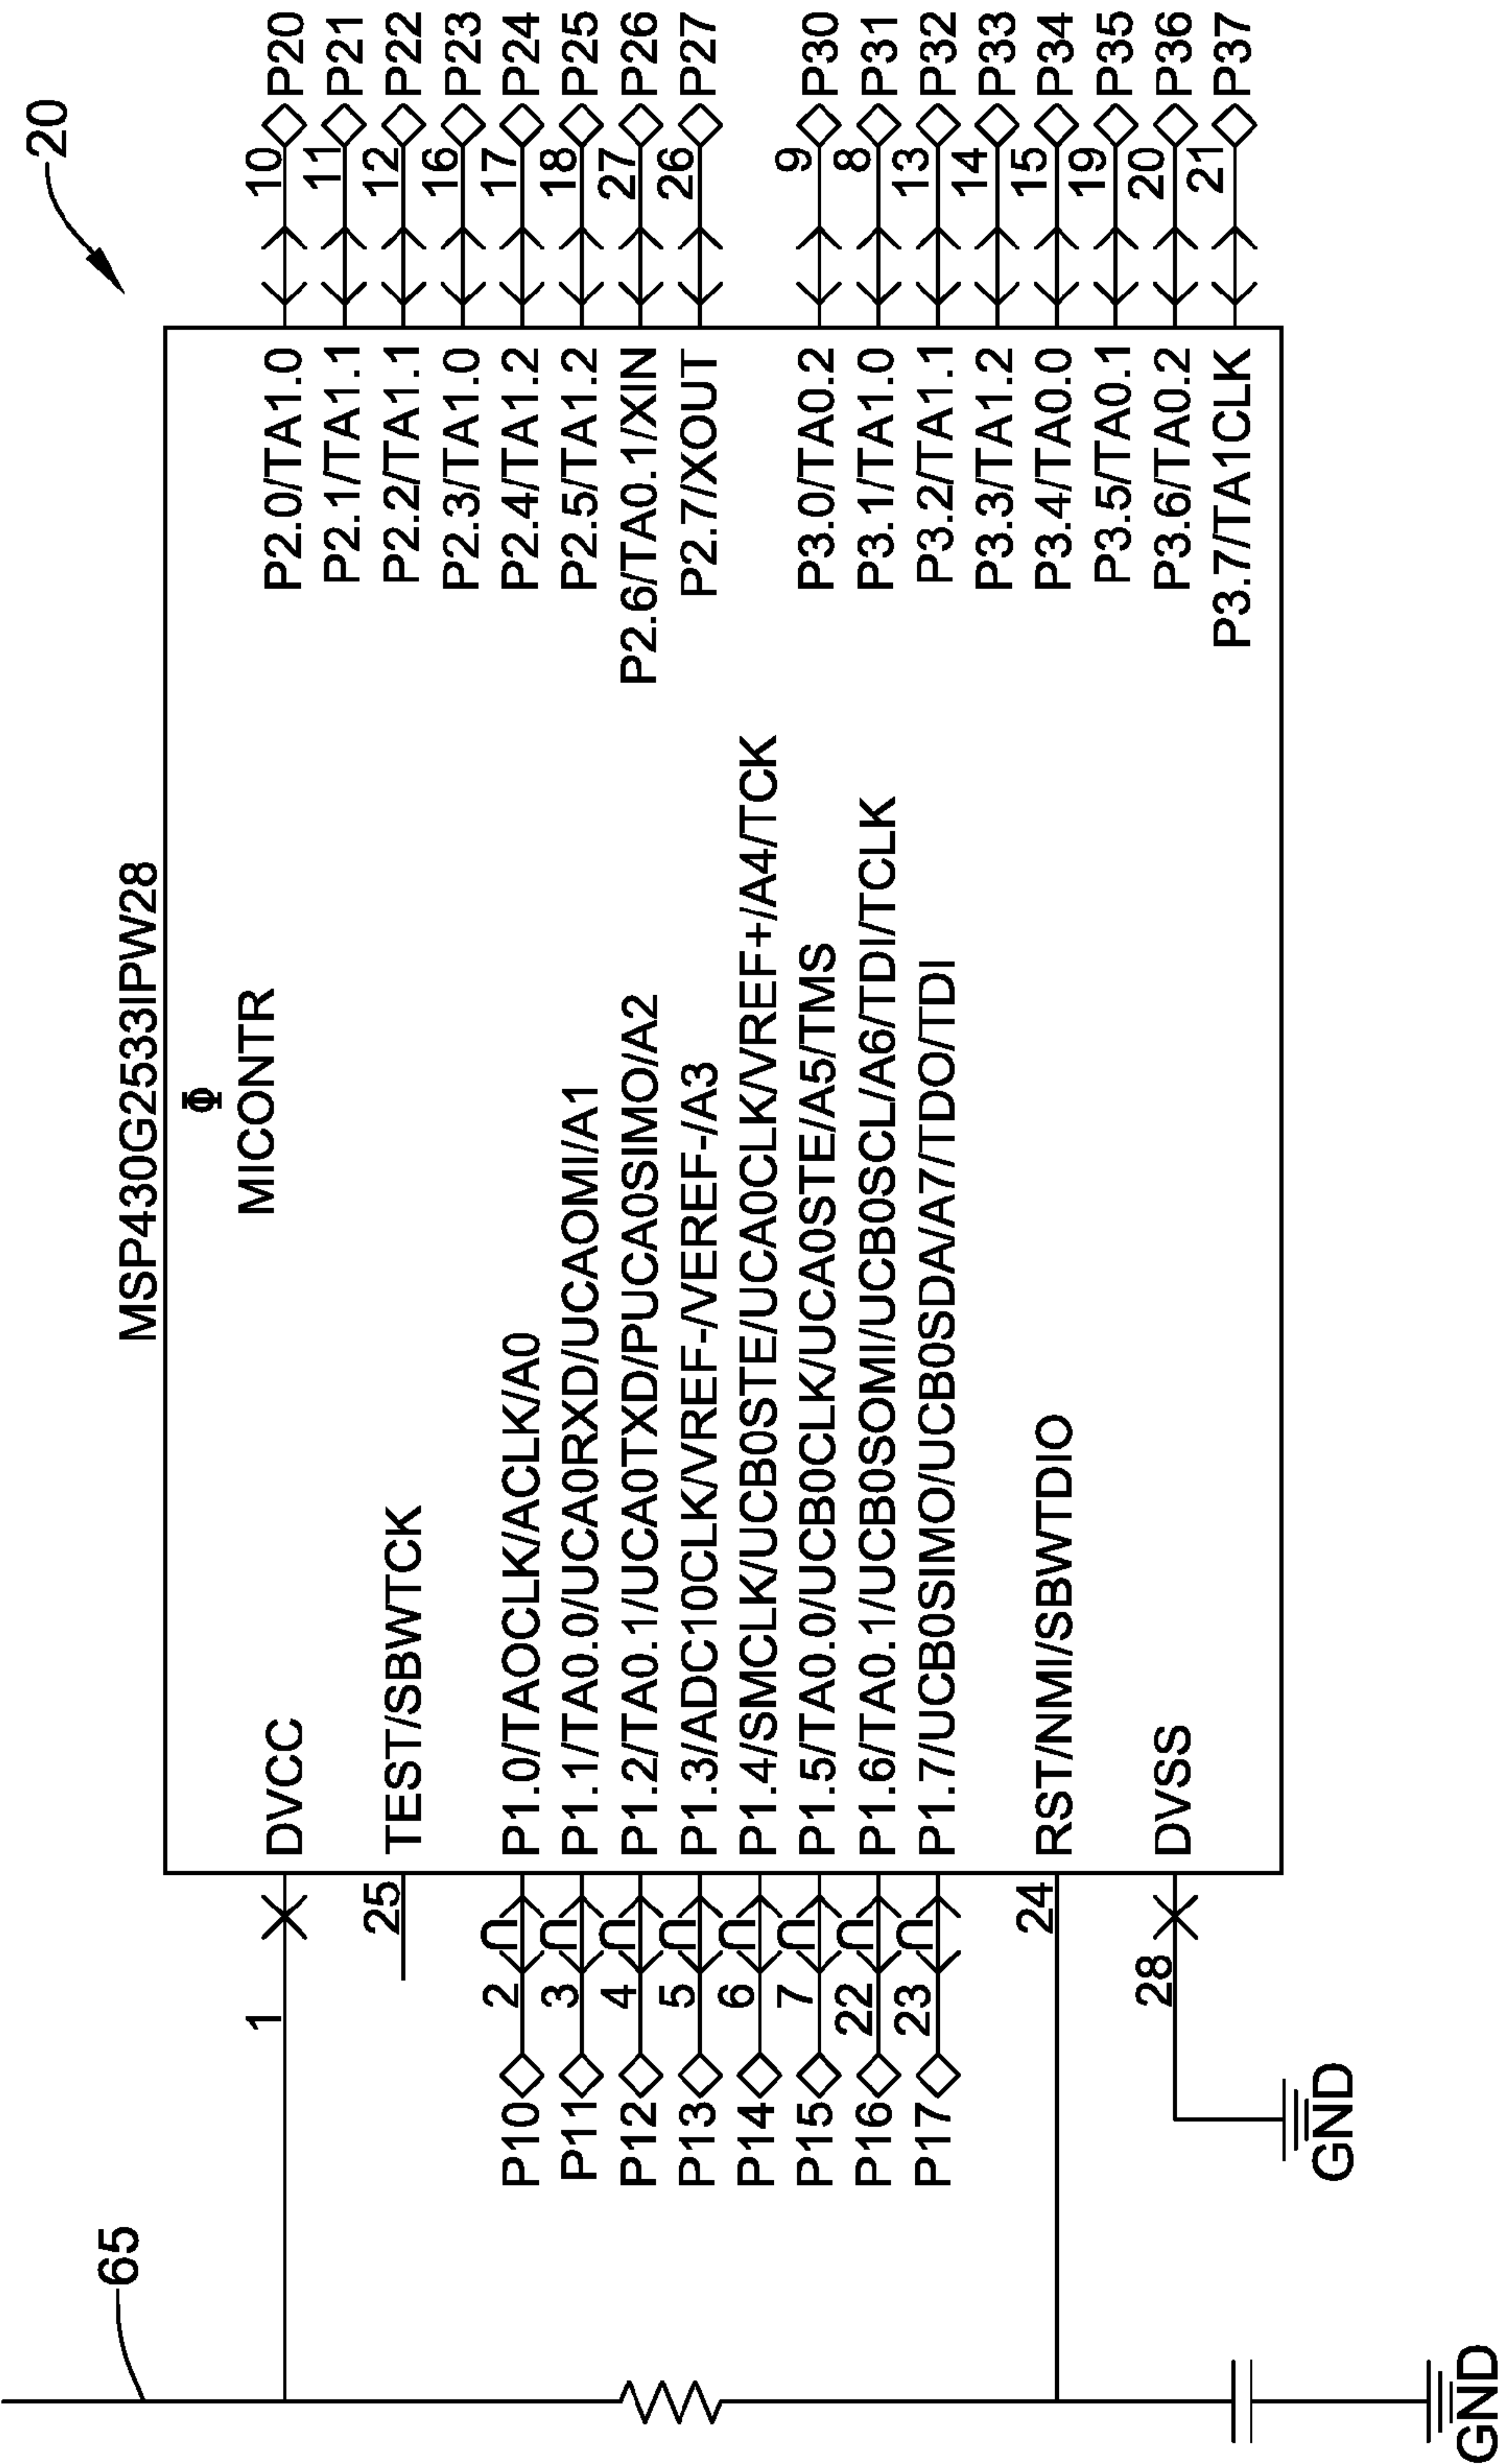 20
65
MSP430G2533IPW28
Φ
MICONTR
1
DVCC
25
TEST/SBWTCK
P10 2 P1.0/TAOCLK/ACLK/A0
P11 3 P1.1/TA0.0/UCA0RXD/UCAOMI/A1
P12 4 P1.2/TA0.1/UCA0TXD/PUCA0SIMO/A2
P13 5 P1.3/ADC10CLK/VREF-/VEREF-/A3
P14 6 P1.4/SMCLK/UCB0STE/UCA0CLK/VREF+/A4/TCK
P15 7 P1.5/TA0.0/UCB0CLK/UCA0STE/A5/TMS
P16 22 P1.6/TA0.1/UCB0SOMI/UCB0SCL/A6/TDI/TCLK
P17 23 P1.7/UCB0SIMO/UCB0SDA/A7/TDO/TDI
24
RST/NMI/SBWTDIO
28
DVSS
GND
GND
P2.0/TA1.0 10 P20
P2.1/TA1.1 11 P21
P2.2/TA1.1 12 P22
P2.3/TA1.0 16 P23
P2.4/TA1.2 17 P24
P2.5/TA1.2 18 P25
P2.6/TA0.1/XIN 27 P26
P2.7/XOUT 26 P27
P3.0/TA0.2 9 P30
P3.1/TA1.0 8 P31
P3.2/TA1.1 13 P32
P3.3/TA1.2 14 P33
P3.4/TA0.0 15 P34
P3.5/TA0.1 19 P35
P3.6/TA0.2 20 P36
P3.7/TA1CLK 21 P37